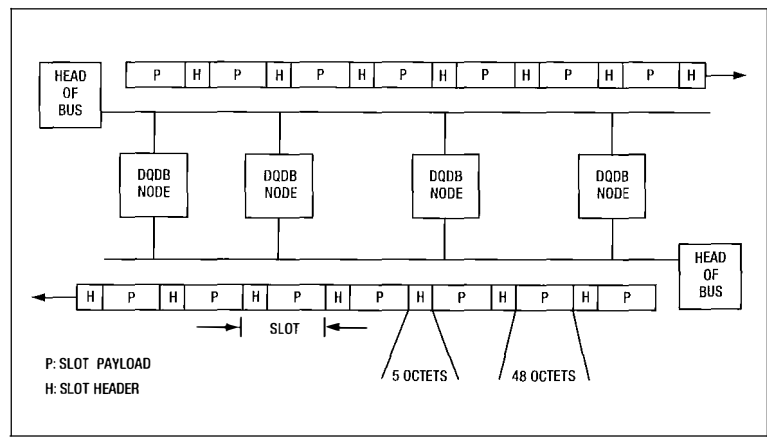 HEAD
OF
BUS
P H P H P H P H P H P H P H
DQDB
NODE
DQDB
NODE
DQDB
NODE
DQDB
NODE
HEAD
OF
BUS
H P H P H P H P H P H P H P
SLOT
5 OCTETS
48 OCTETS
P: SLOT PAYLOAD
H: SLOT HEADER